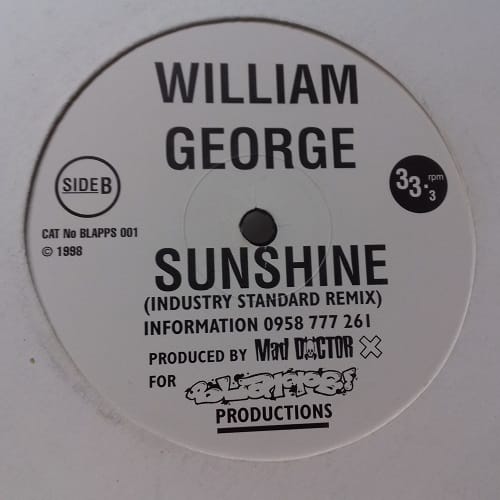 WILLIAM
GEORGE
SIDE B
33.3 rpm
CAT No BLAPPS 001
© 1998
SUNSHINE
(INDUSTRY STANDARD REMIX)
INFORMATION 0958 777 261
PRODUCED BY Mad DOCTOR X
FOR BLAPPS!
PRODUCTIONS